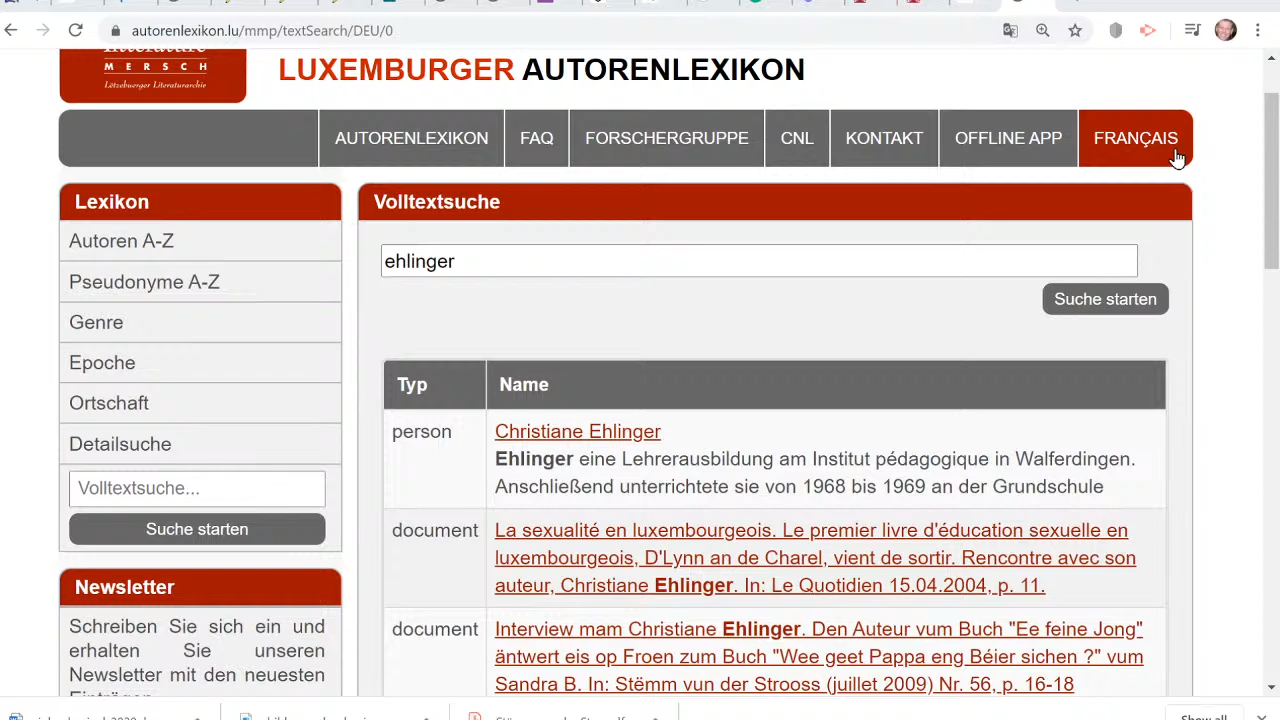 autorenlexikon.lu/mmp/textSearch/DEU/0
MERSCH
Lëtzebuerger Literaturarchiv
LUXEMBURGER AUTORENLEXIKON
AUTORENLEXIKON FAQ FORSCHERGRUPPE CNL KONTAKT OFFLINE APP FRANÇAIS
Lexikon
Autoren A-Z
Pseudonyme A-Z
Genre
Epoche
Ortschaft
Detailsuche
Volltextsuche...
Suche starten
Newsletter
Schreiben Sie sich ein und
erhalten Sie unseren
Newsletter mit den neuesten
Volltextsuche
ehlinger
Suche starten
Typ Name
person Christiane Ehlinger
Ehlinger eine Lehrerausbildung am Institut pédagogique in Walferdingen.
Anschließend unterrichtete sie von 1968 bis 1969 an der Grundschule
document La sexualité en luxembourgeois. Le premier livre d'éducation sexuelle en
luxembourgeois, D'Lynn an de Charel, vient de sortir. Rencontre avec son
auteur, Christiane Ehlinger. In: Le Quotidien 15.04.2004, p. 11.
document Interview mam Christiane Ehlinger. Den Auteur vum Buch "Ee feine Jong"
äntwert eis op Froen zum Buch "Wee geet Pappa eng Béier sichen ?" vum
Sandra B. In: Stëmm vun der Strooss (juillet 2009) Nr. 56, p. 16-18
Show all